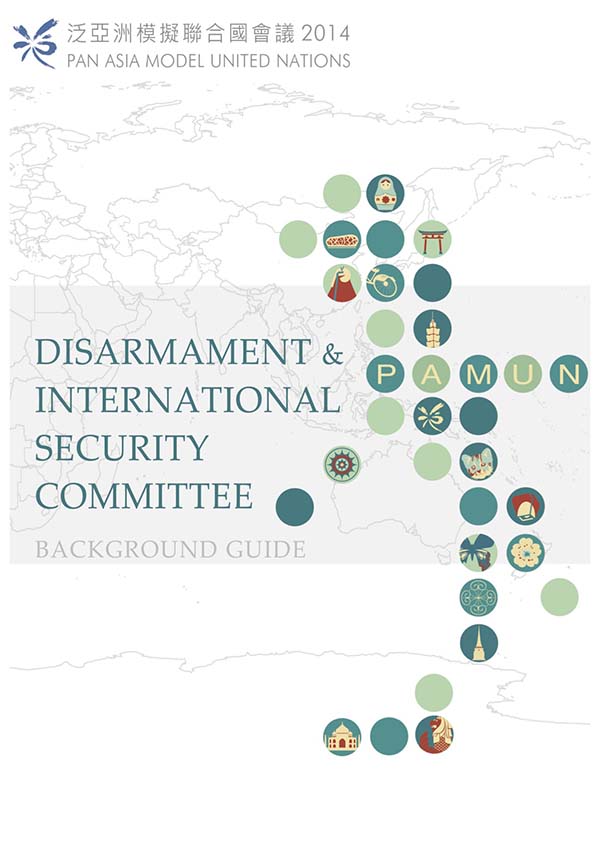 泛亞洲模擬聯合國會議 2014
PAN ASIA MODEL UNITED NATIONS
DISARMAMENT &
INTERNATIONAL
SECURITY
COMMITTEE
BACKGROUND GUIDE
PAMUN